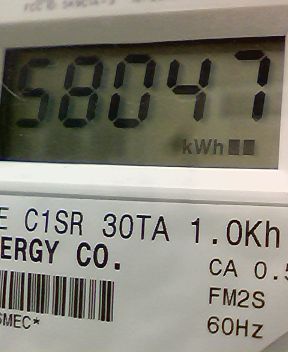 58047
kWh
E C1SR 30TA 1.0Kh
ERGY CO.
CA 0.5
FM2S
60Hz
SMEC*